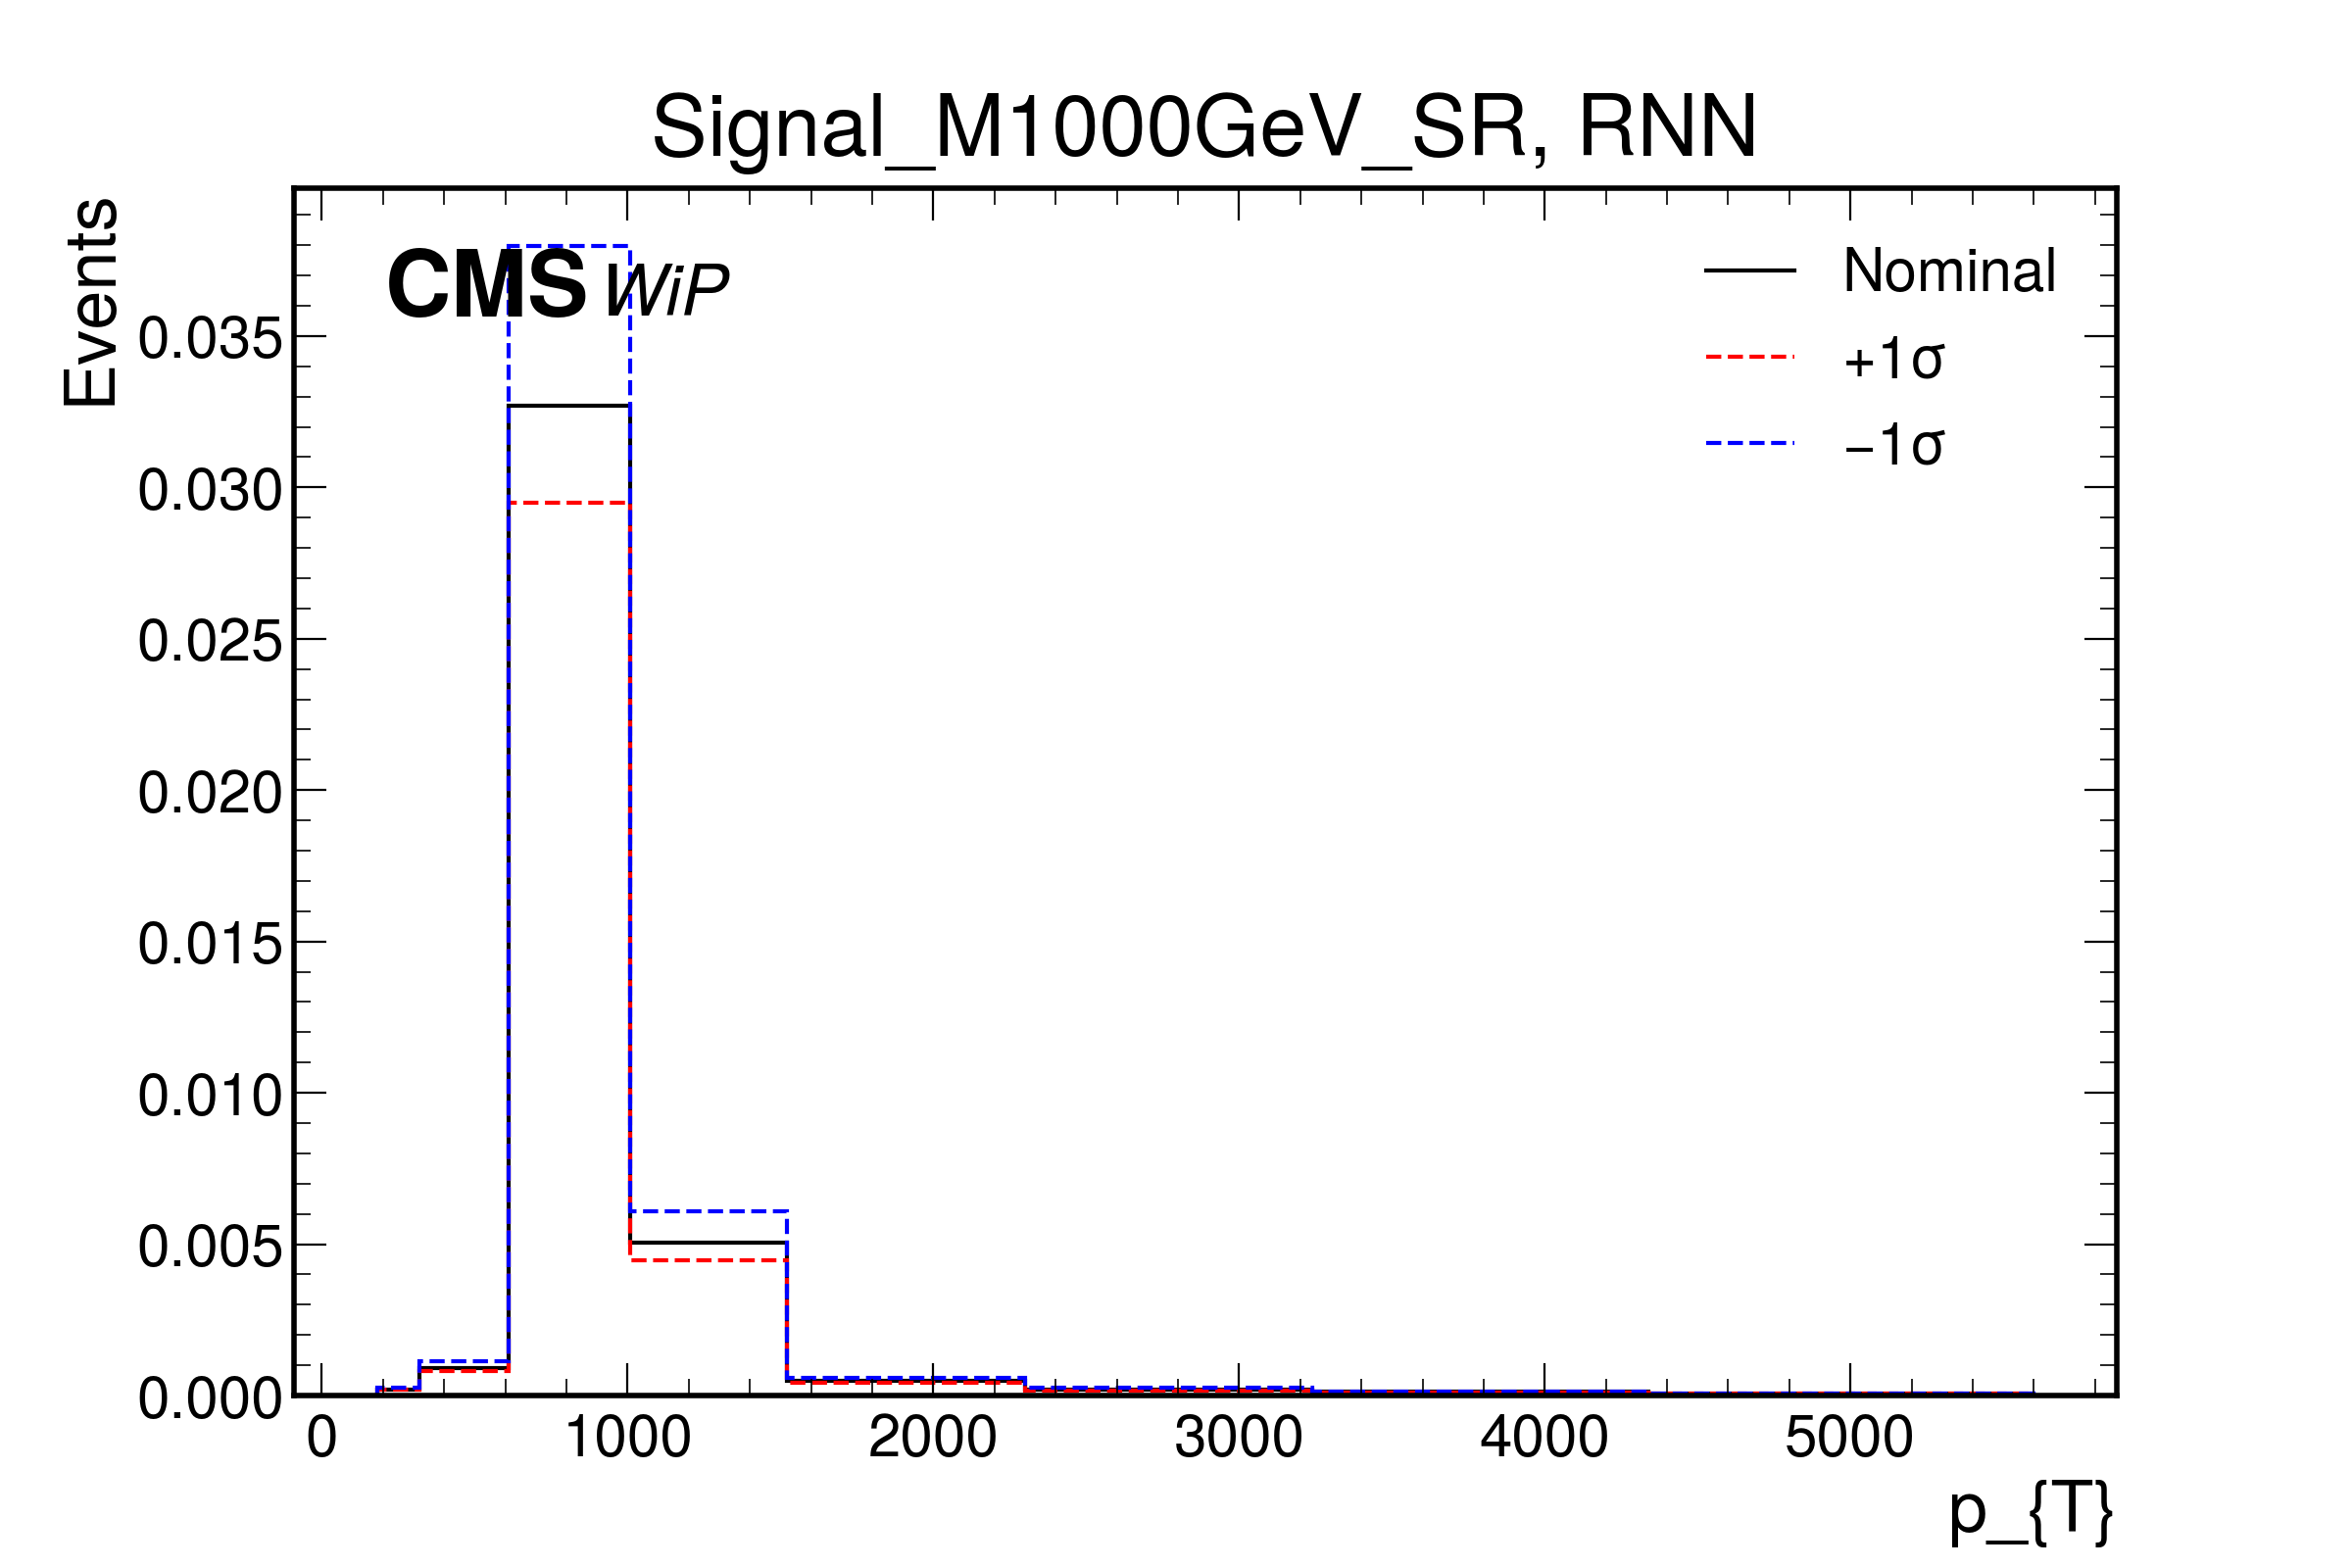 Signal_M1000GeV_SR, RNN
Events
CMS WiP
Nominal
+1σ
−1σ
0.035
0.030
0.025
0.020
0.015
0.010
0.005
0.000
0 1000 2000 3000 4000 5000
p_{T}